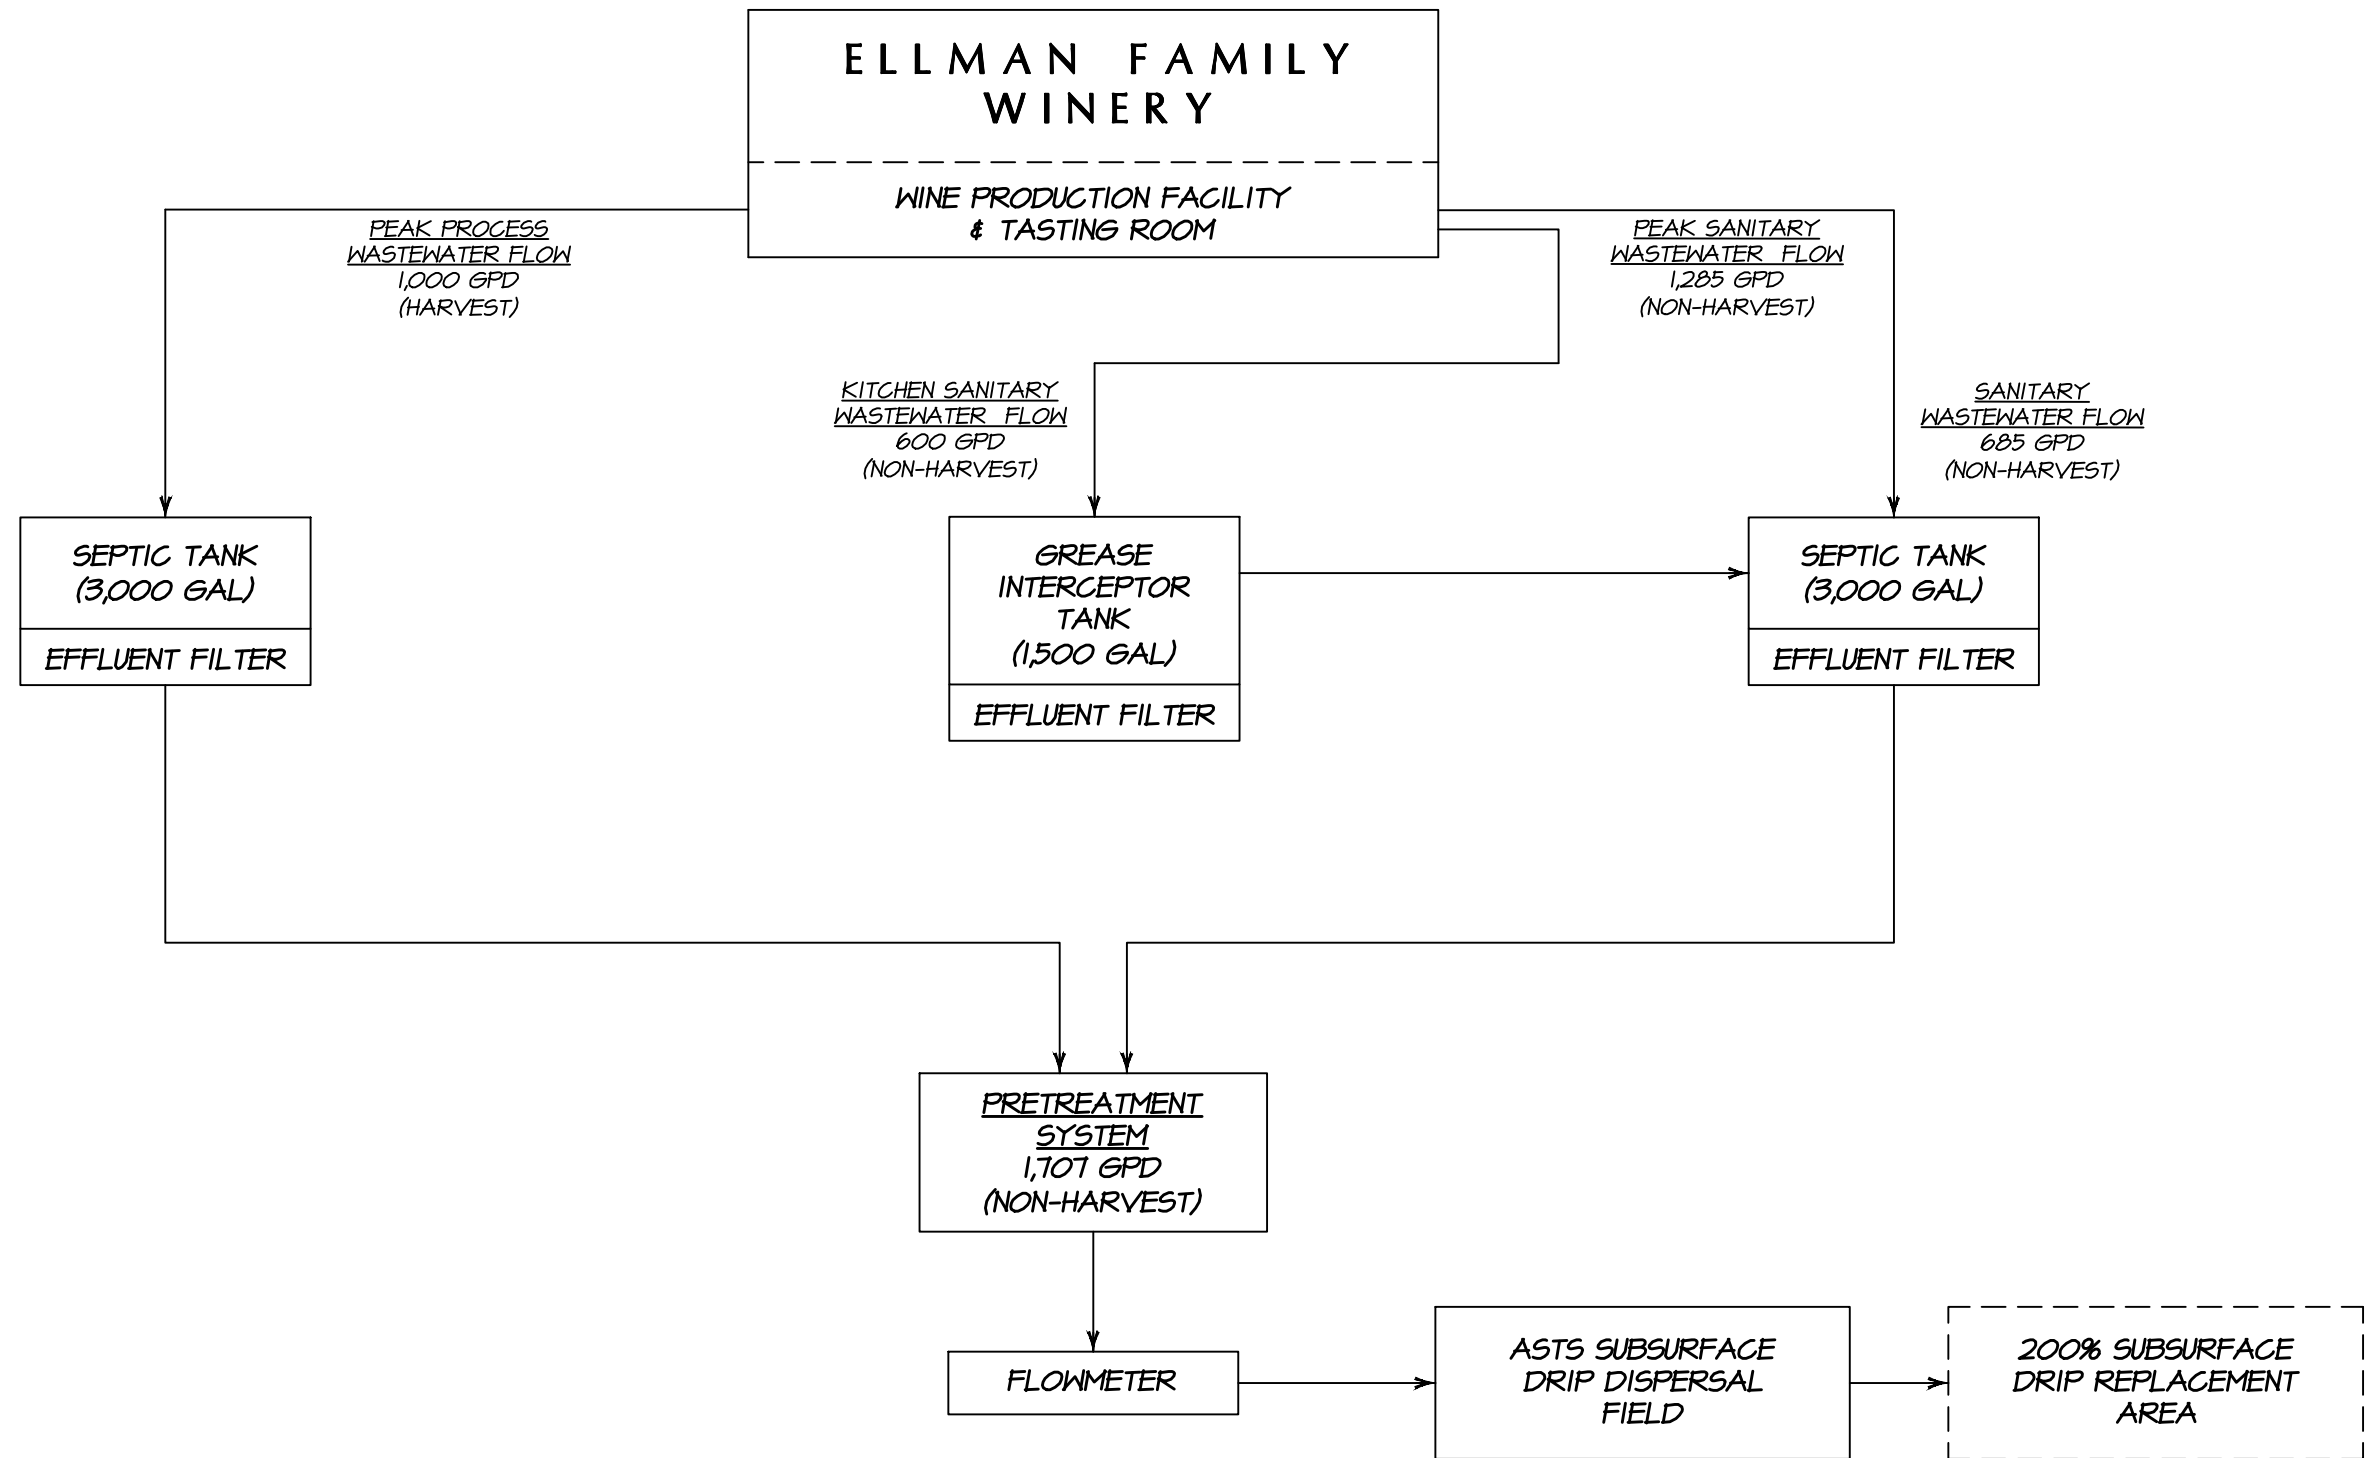 ELLMAN FAMILY
WINERY
WINE PRODUCTION FACILITY
& TASTING ROOM
PEAK PROCESS
WASTEWATER FLOW
1,000 GPD
(HARVEST)
PEAK SANITARY
WASTEWATER FLOW
1,285 GPD
(NON-HARVEST)
KITCHEN SANITARY
WASTEWATER FLOW
600 GPD
(NON-HARVEST)
SANITARY
WASTEWATER FLOW
685 GPD
(NON-HARVEST)
SEPTIC TANK
(3,000 GAL)
EFFLUENT FILTER
GREASE
INTERCEPTOR
TANK
(1,500 GAL)
EFFLUENT FILTER
SEPTIC TANK
(3,000 GAL)
EFFLUENT FILTER
PRETREATMENT
SYSTEM
1,707 GPD
(NON-HARVEST)
FLOWMETER
ASTS SUBSURFACE
DRIP DISPERSAL
FIELD
200% SUBSURFACE
DRIP REPLACEMENT
AREA